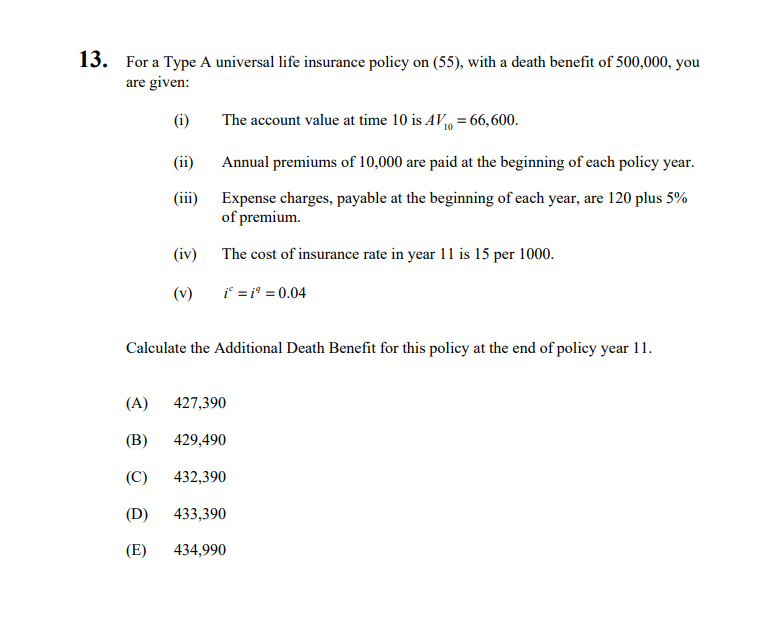 13. For a Type A universal life insurance policy on (55), with a death benefit of 500,000, you
are given:
(i) The account value at time 10 is AV₁₀ = 66,600.
(ii) Annual premiums of 10,000 are paid at the beginning of each policy year.
(iii) Expense charges, payable at the beginning of each year, are 120 plus 5%
of premium.
(iv) The cost of insurance rate in year 11 is 15 per 1000.
(v) iᶜ = i^q = 0.04
Calculate the Additional Death Benefit for this policy at the end of policy year 11.
(A) 427,390
(B) 429,490
(C) 432,390
(D) 433,390
(E) 434,990